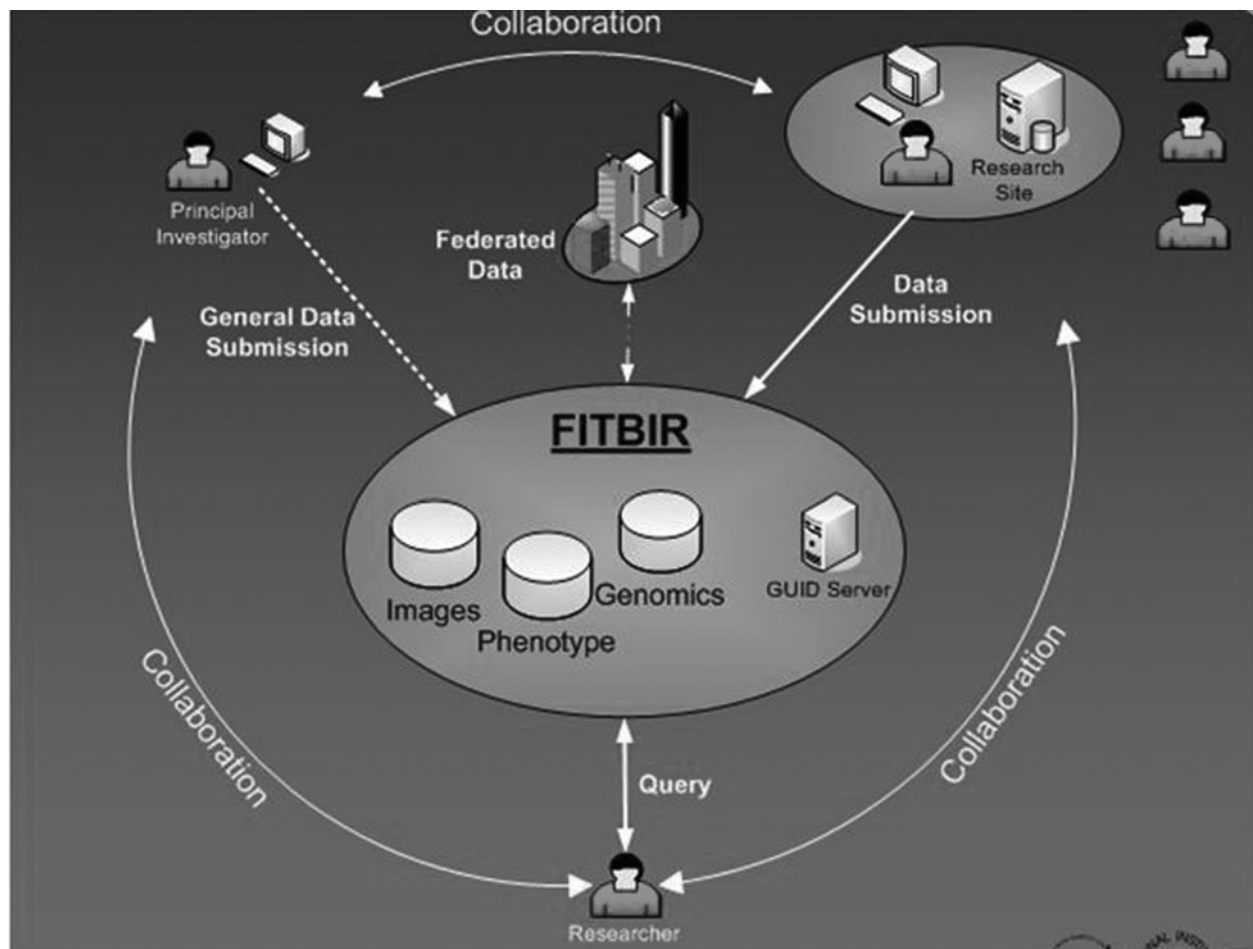 Collaboration
Principal
Investigator
Research
Site
Federated
Data
General Data
Submission
Data
Submission
FITBIR
Images
Phenotype
Genomics
GUID Server
Collaboration
Collaboration
Query
Researcher